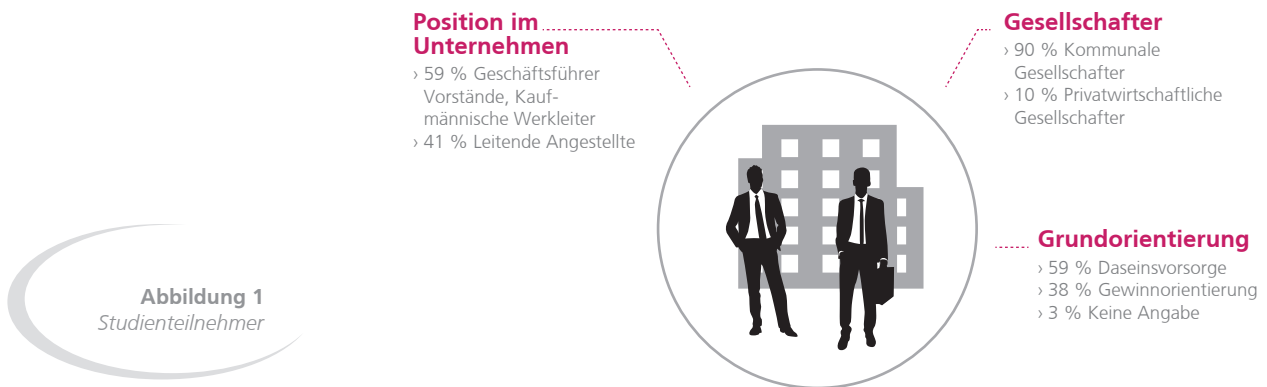 Position im
Unternehmen
› 59 % Geschäftsführer
Vorstände, Kauf-
männische Werkleiter
› 41 % Leitende Angestellte
Gesellschafter
› 90 % Kommunale
Gesellschafter
› 10 % Privatwirtschaftliche
Gesellschafter
Grundorientierung
› 59 % Daseinsvorsorge
› 38 % Gewinnorientierung
› 3 % Keine Angabe
Abbildung 1
Studienteilnehmer